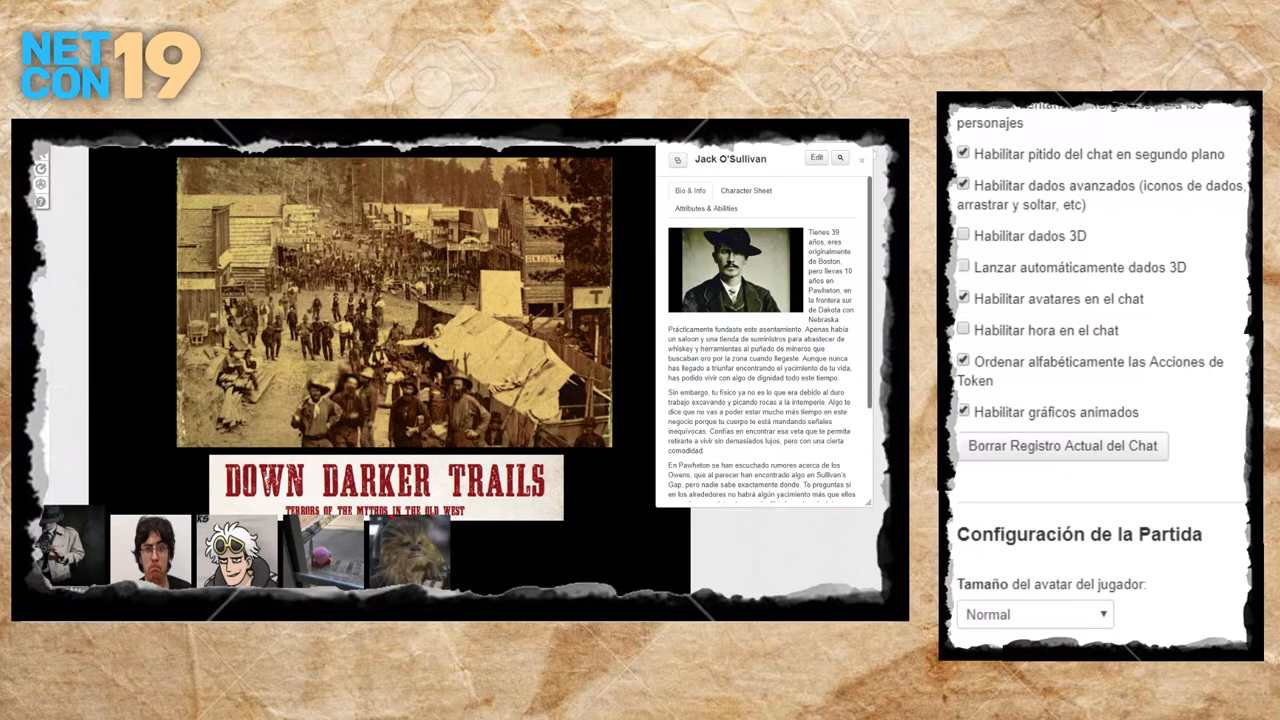 NET
CON 19
DOWN DARKER TRAILS
TERRORS OF THE MYTHOS IN THE OLD WEST
Jack O'Sullivan
Edit
Bio & Info
Character Sheet
Attributes & Abilities
Tienes 39
años, eres
originalmente
de Boston,
pero llevas 10
años en
Pawheton, en
la frontera sur
de Dakota con
Nebraska.
Prácticamente fundaste este asentamiento. Apenas había
un saloon y una tienda de suministros para abastecer de
whiskey y herramientas al puñado de mineros que
buscaban oro por la zona cuando llegaste. Aunque nunca
has llegado a triunfar encontrando el yacimiento de tu vida,
has podido vivir con algo de dignidad todo este tiempo.
Sin embargo, tu físico ya no es lo que era debido al duro
trabajo excavando y picando rocas a la intemperie. Algo te
dice que no vas a poder estar mucho más tiempo en este
negocio porque tu cuerpo te está mandando señales
inequívocas. Confías en encontrar esa veta que te permita
retirarte a vivir sin demasiados lujos, pero con una cierta
comodidad.
En Pawheton se han escuchado rumores acerca de los
Owens, que al parecer han encontrado algo en Sullivan's
Gap, pero nadie sabe exactamente donde. Te preguntas si
en los alrededores no habrá algún yacimiento más que ellos
personajes
Habilitar pitido del chat en segundo plano
Habilitar dados avanzados (iconos de dados,
arrastrar y soltar, etc)
Habilitar dados 3D
Lanzar automáticamente dados 3D
Habilitar avatares en el chat
Habilitar hora en el chat
Ordenar alfabéticamente las Acciones de
Token
Habilitar gráficos animados
Borrar Registro Actual del Chat
Configuración de la Partida
Tamaño del avatar del jugador:
Normal